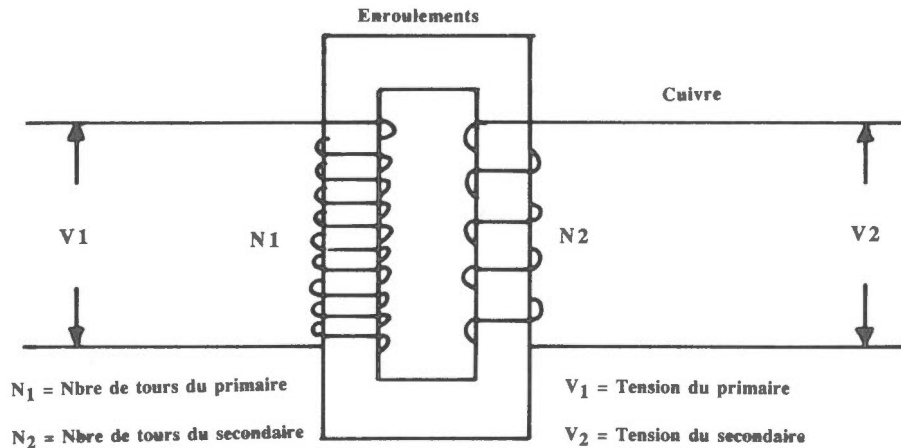 Enroulements
Cuivre
V1
N1
N2
V2
N1 = Nbre de tours du primaire
V1 = Tension du primaire
N2 = Nbre de tours du secondaire
V2 = Tension du secondaire